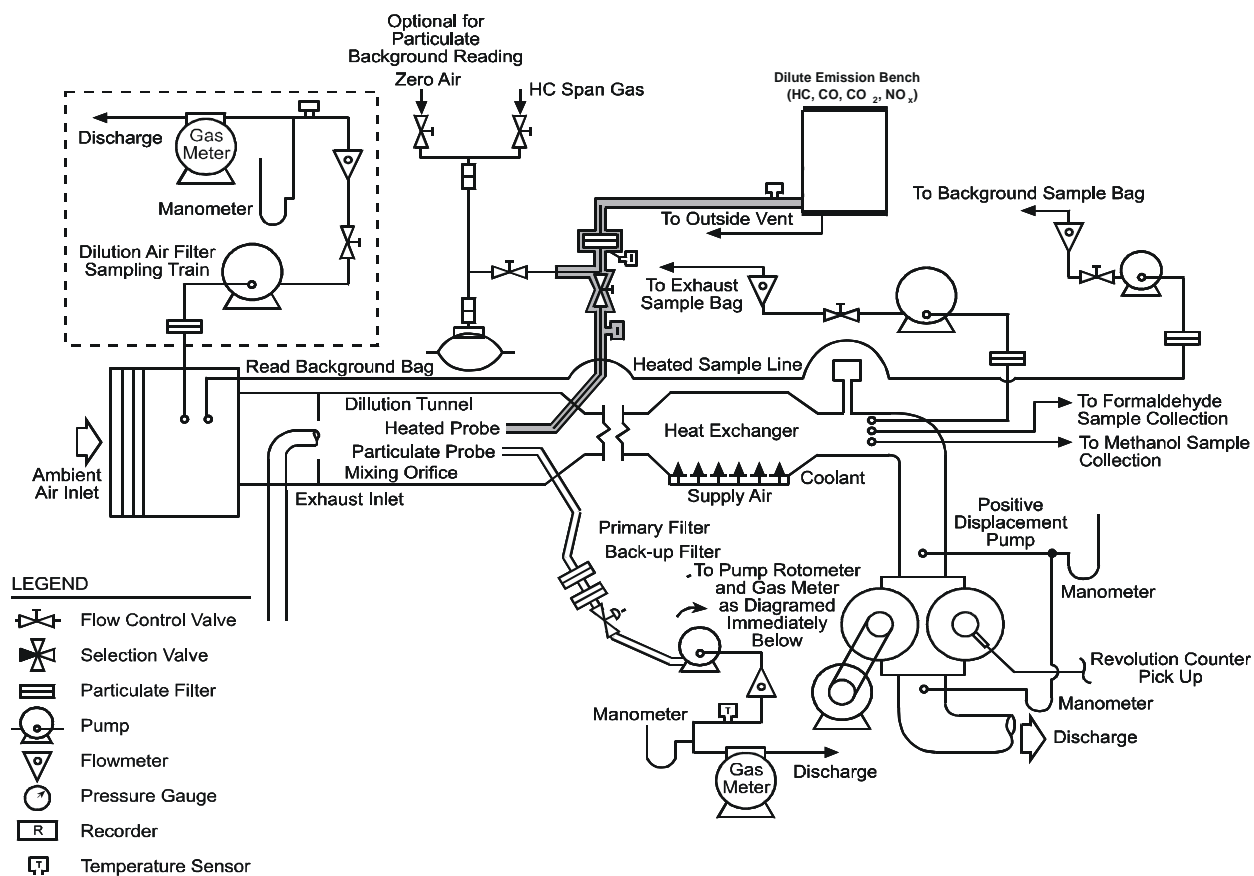 Optional for
Particulate
Background Reading
Zero Air
HC Span Gas
Dilute Emission Bench
(HC, CO, CO 2, NO x)
Discharge
Gas
Meter
Manometer
Dilution Air Filter
Sampling Train
To Outside Vent
To Background Sample Bag
To Exhaust
Sample Bag
Read Background Bag
Heated Sample Line
Dilution Tunnel
Heated Probe
Particulate Probe
Mixing Orifice
Exhaust Inlet
Ambient
Air Inlet
Heat Exchanger
Supply Air
Coolant
To Formaldehyde
Sample Collection
To Methanol Sample
Collection
Positive
Displacement
Pump
Manometer
Primary Filter
Back-up Filter
To Pump Rotometer
and Gas Meter
as Diagramed
Immediately
Below
Revolution Counter
Pick Up
Manometer
Discharge
Manometer
T
Gas
Meter
Discharge
LEGEND
Flow Control Valve
Selection Valve
Particulate Filter
Pump
Flowmeter
Pressure Gauge
R
Recorder
T
Temperature Sensor